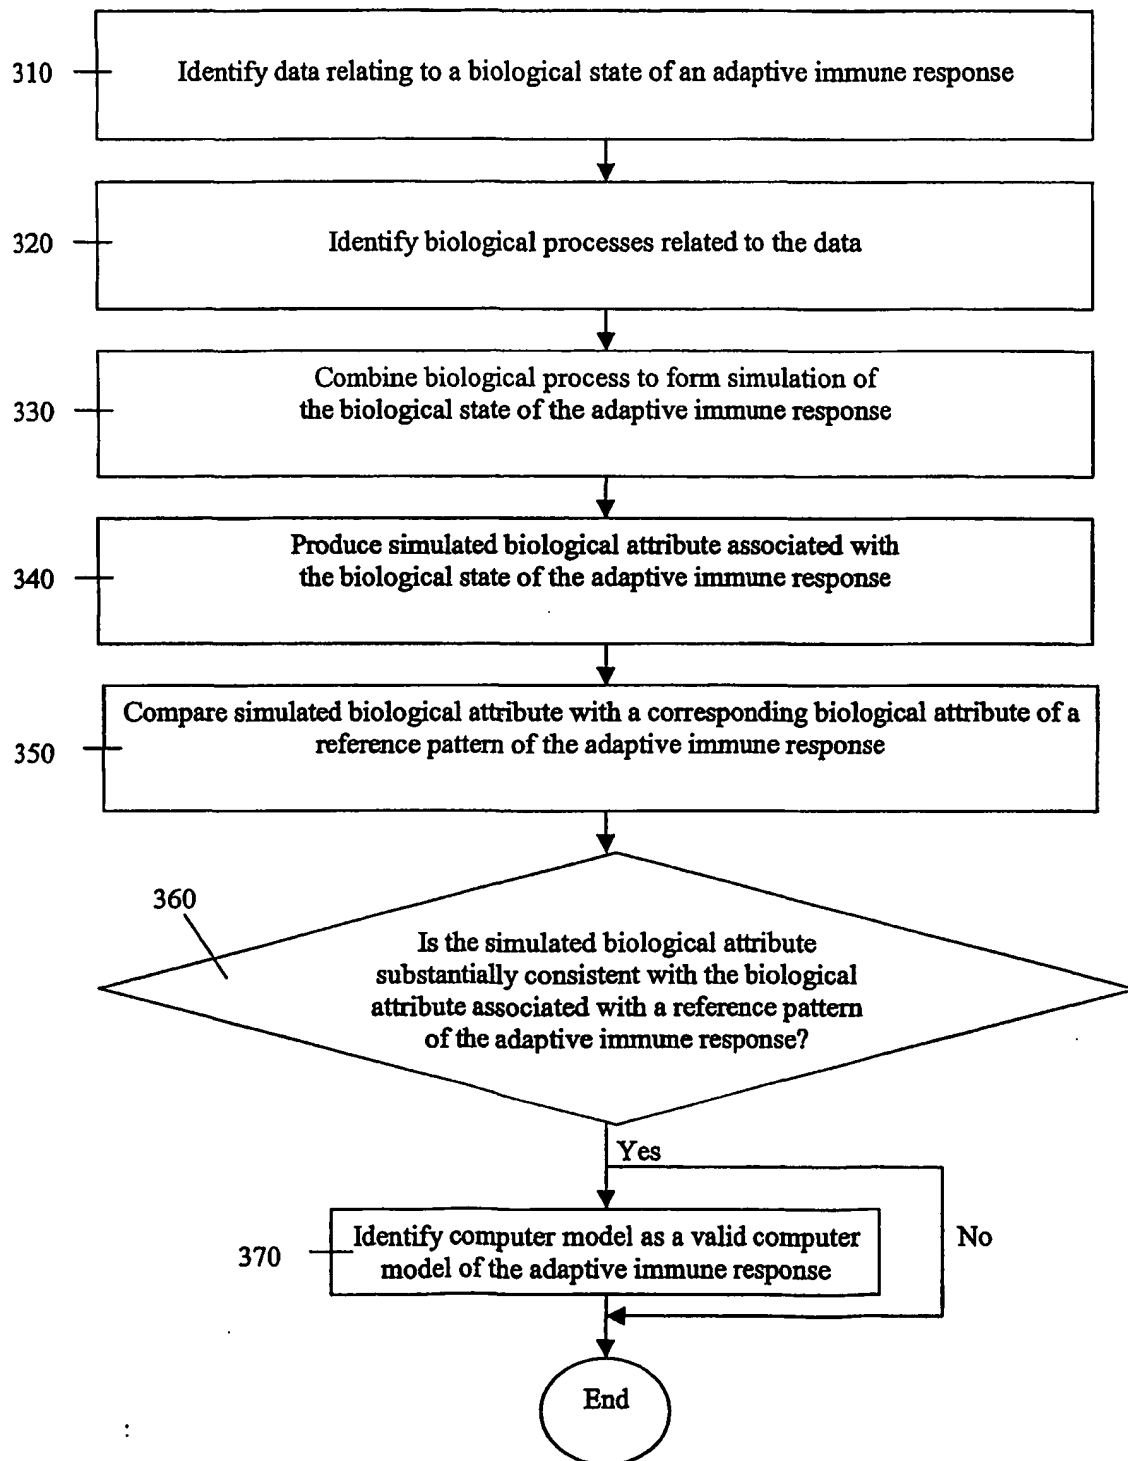 310
Identify data relating to a biological state of an adaptive immune response
320
Identify biological processes related to the data
330
Combine biological process to form simulation of
the biological state of the adaptive immune response
340
Produce simulated biological attribute associated with
the biological state of the adaptive immune response
350
Compare simulated biological attribute with a corresponding biological attribute of a
reference pattern of the adaptive immune response
360
Is the simulated biological attribute
substantially consistent with the biological
attribute associated with a reference pattern
of the adaptive immune response?
Yes
No
370
Identify computer model as a valid computer
model of the adaptive immune response
End